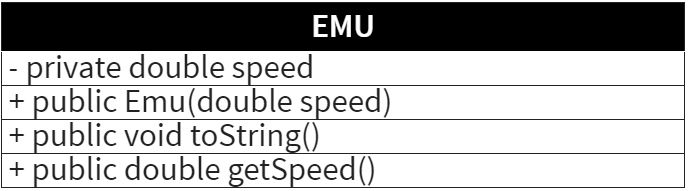 EMU
- private double speed
+ public Emu(double speed)
+ public void toString()
+ public double getSpeed()